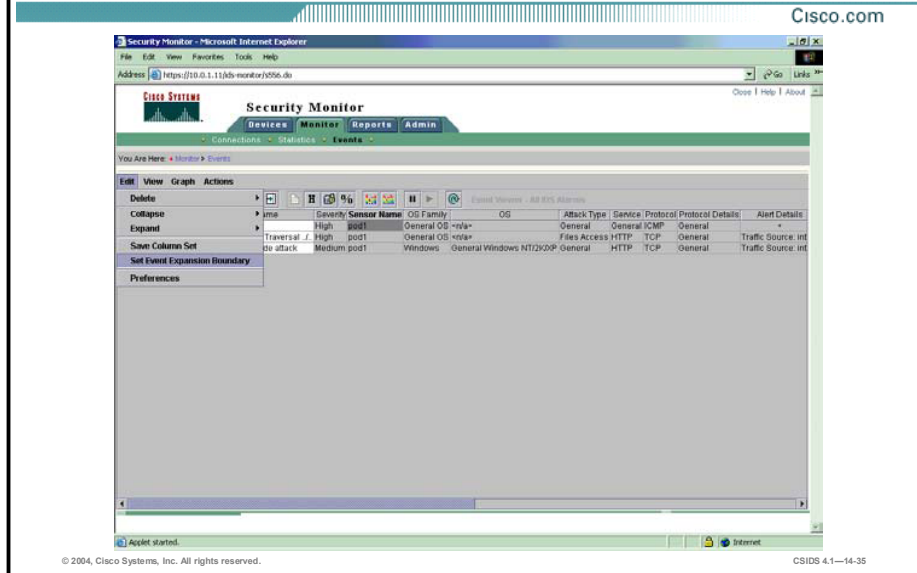 Cisco.com
Security Monitor - Microsoft Internet Explorer
File Edit View Favorites Tools Help
Address https://10.0.1.11/ids-monitor/s556.do Go Links »
Close | Help | About
Cisco Systems
Security Monitor
Devices Monitor Reports Admin
Connections Statistics Events
You Are Here: Monitor Events
Edit View Graph Actions
Delete
Collapse
Expand
Save Column Set
Set Event Expansion Boundary
Preferences
Event Viewer - All IDS Alarms
ame Severity Sensor Name OS Family OS Attack Type Service Protocol Protocol Details Alert Details
High pod1 General OS <n/a> General General ICMP General *
Traversal ./. High pod1 General OS <n/a> Files Access HTTP TCP General Traffic Source: int
de attack Medium pod1 Windows General Windows NT/2K/XP General HTTP TCP General Traffic Source: int
Applet started. Internet
© 2004, Cisco Systems, Inc. All rights reserved. CSIDS 4.1—14-35